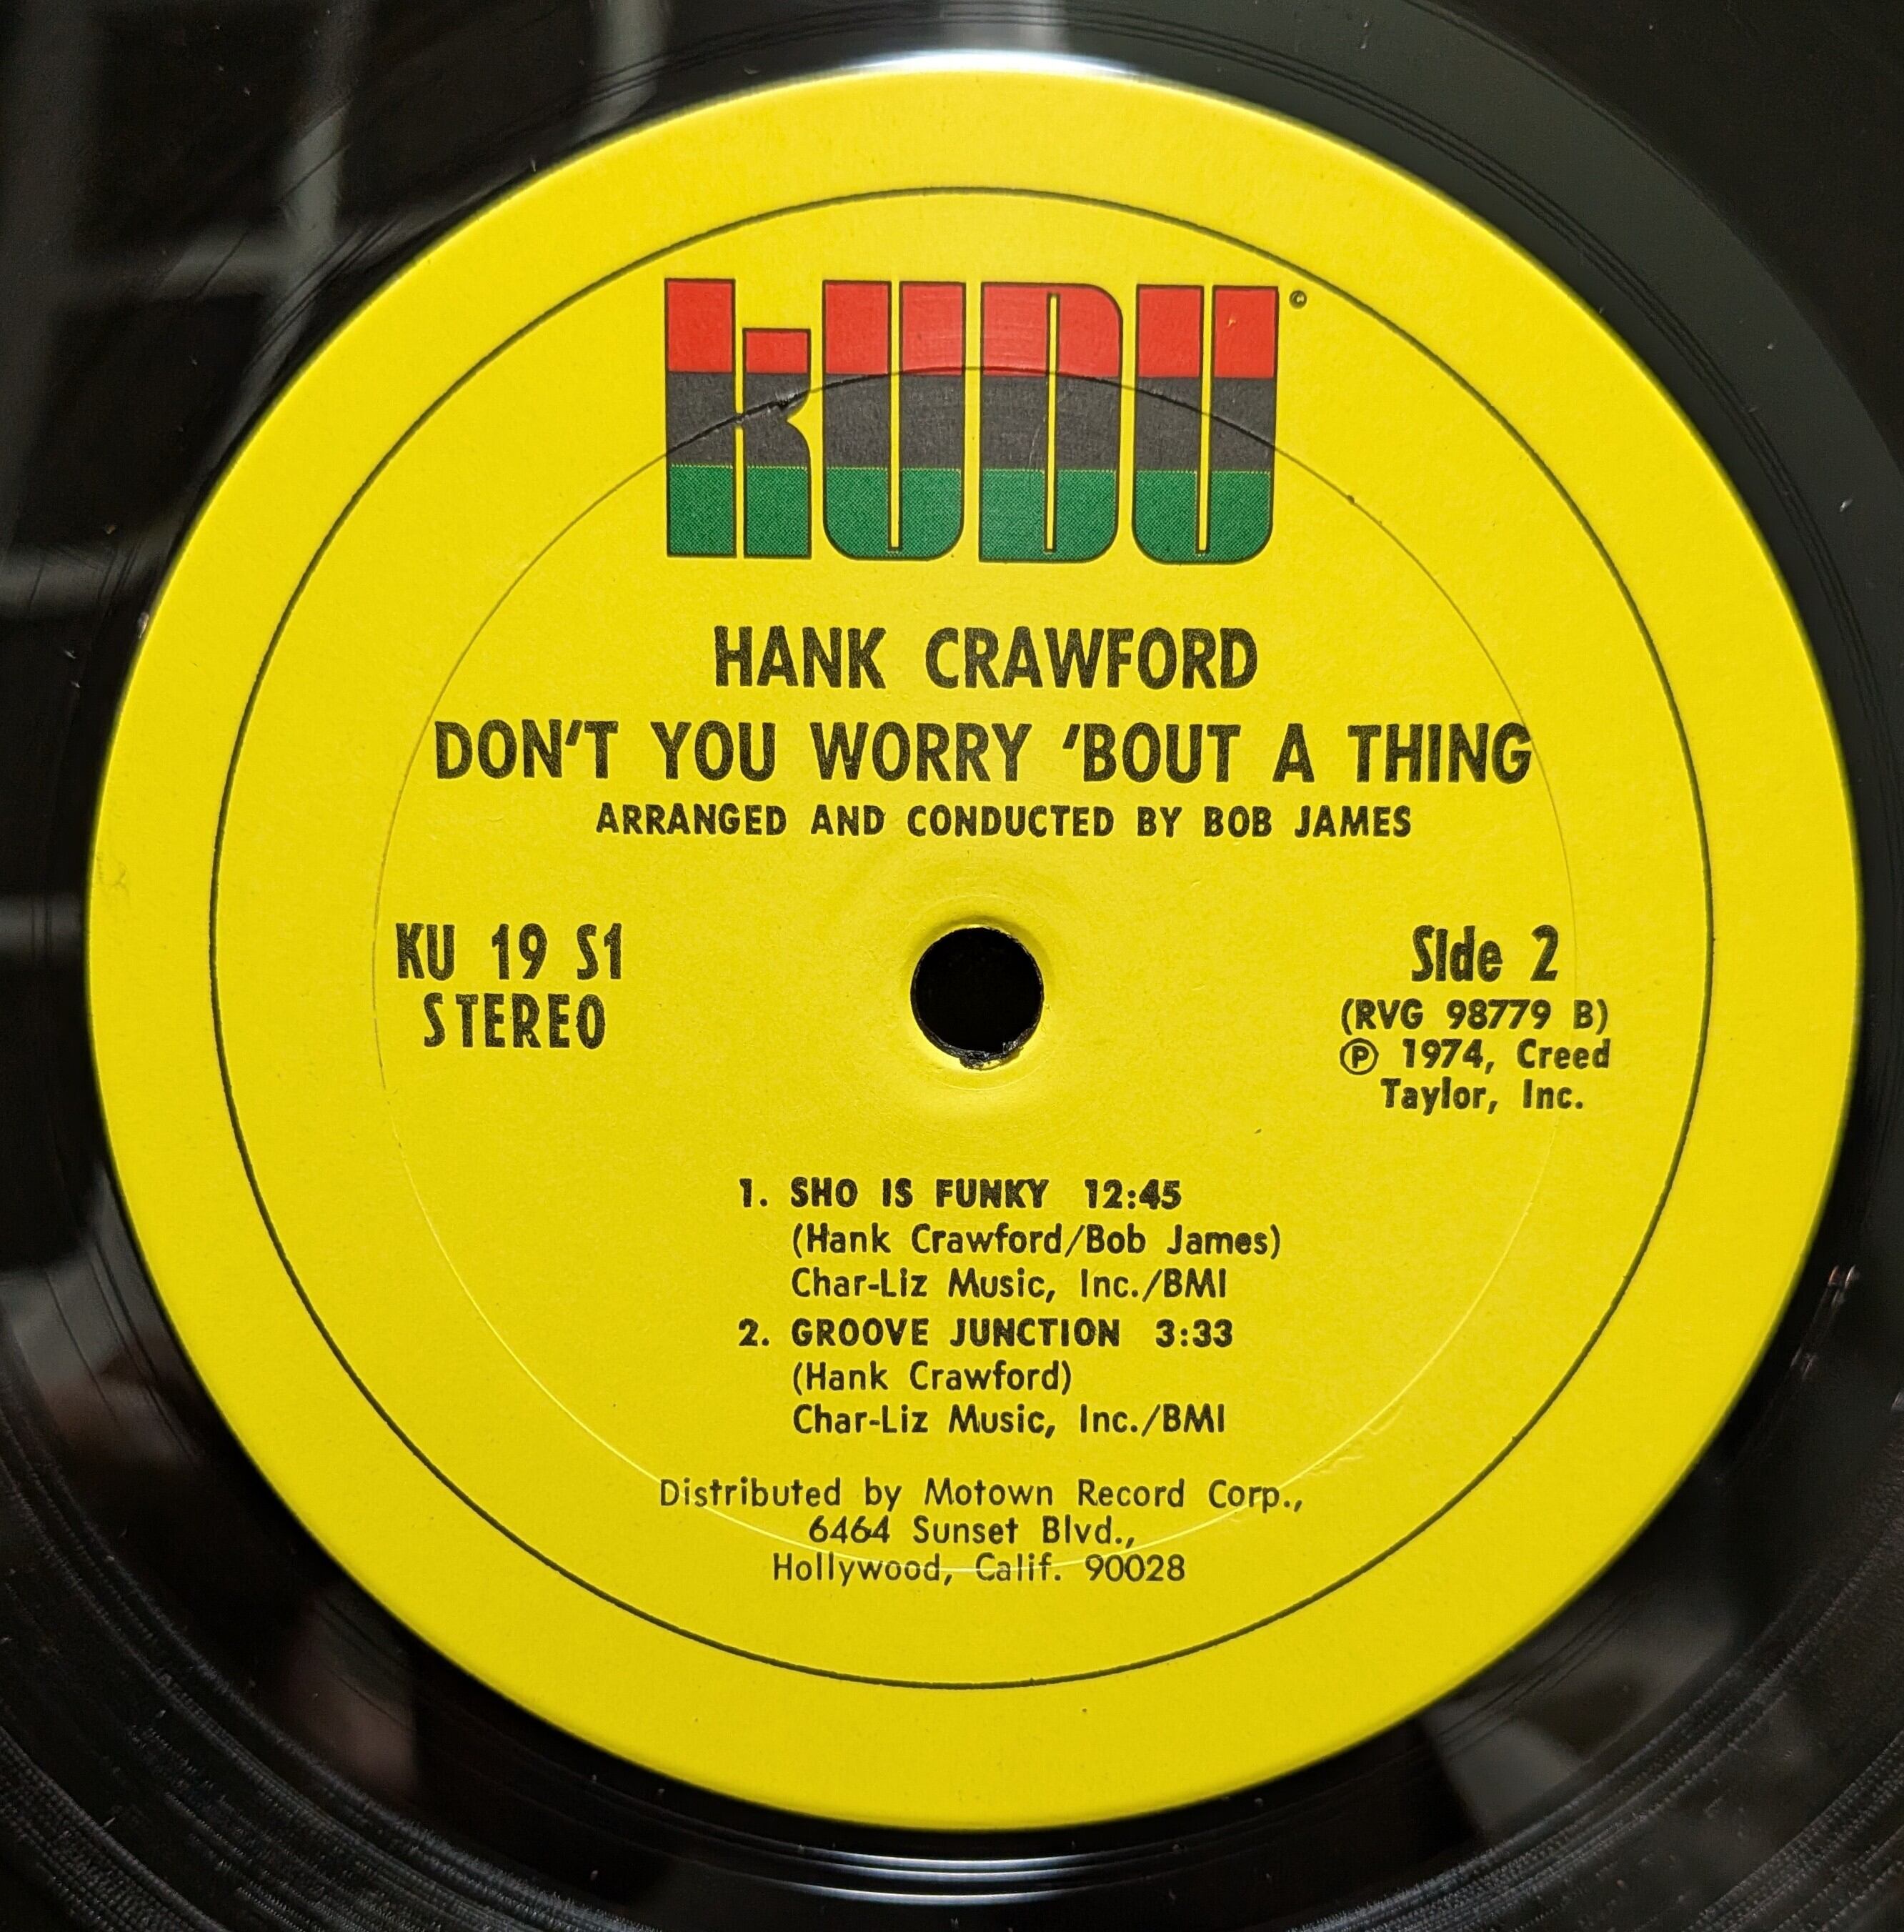 kUDU ©
HANK CRAWFORD
DON'T YOU WORRY 'BOUT A THING
ARRANGED AND CONDUCTED BY BOB JAMES
KU 19 S1
STEREO
SIde 2
(RVG 98779 B)
Ⓟ 1974, Creed
Taylor, Inc.
1. SHO IS FUNKY 12:45
(Hank Crawford/Bob James)
Char-Liz Music, Inc./BMI
2. GROOVE JUNCTION 3:33
(Hank Crawford)
Char-Liz Music, Inc./BMI
Distributed by Motown Record Corp.,
6464 Sunset Blvd.,
Hollywood, Calif. 90028